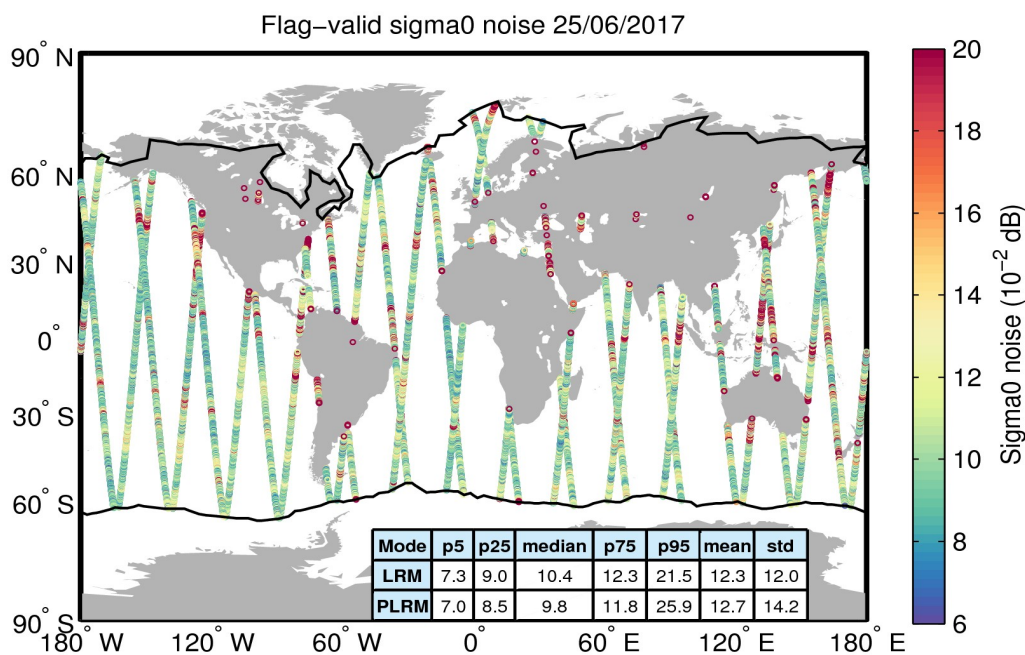 Flag−valid sigma0 noise 25/06/2017
90° N
60° N
30° N
0°
30° S
60° S
90° S
180° W
120° W
60° W
0°
60° E
120° E
180° E
Mode p5 p25 median p75 p95 mean std
LRM 7.3 9.0 10.4 12.3 21.5 12.3 12.0
PLRM 7.0 8.5 9.8 11.8 25.9 12.7 14.2
20
18
16
14
12
10
8
6
Sigma0 noise (10⁻² dB)